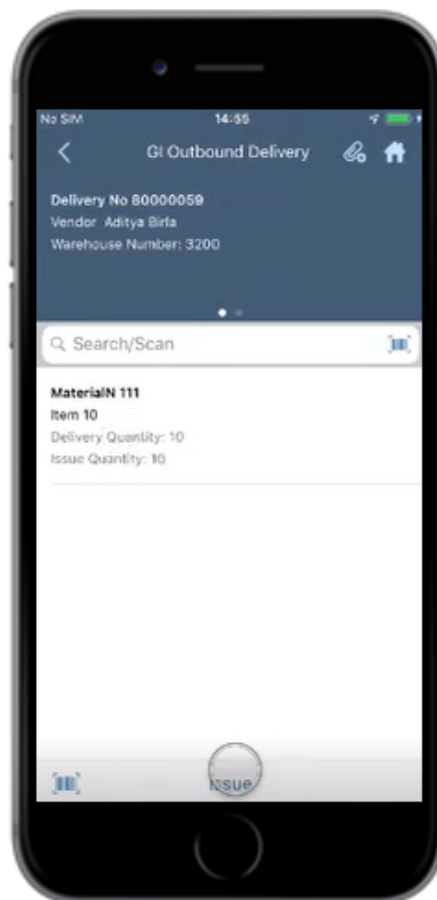 No SIM 14:55
GI Outbound Delivery
Delivery No 80000059
Vendor Aditya Birla
Warehouse Number: 3200
Search/Scan
MaterialN 111
Item 10
Delivery Quantity: 10
Issue Quantity: 10
Issue